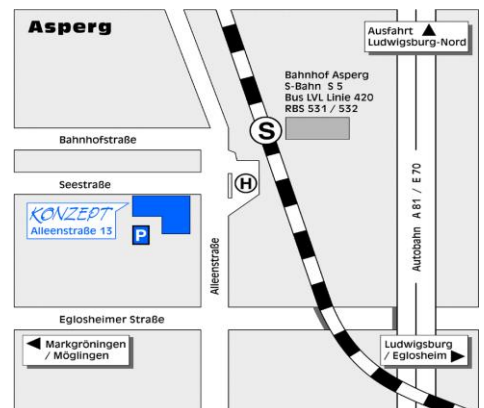 Asperg
Ausfahrt
Ludwigsburg-Nord
Bahnhof Asperg
S-Bahn S 5
Bus LVL Linie 420
RBS 531 / 532
S
Bahnhofstraße
Seestraße
H
KONZEPT
Alleenstraße 13
P
Alleenstraße
Autobahn A 81 / E 70
Eglosheimer Straße
Markgröningen
/ Möglingen
Ludwigsburg
/ Eglosheim